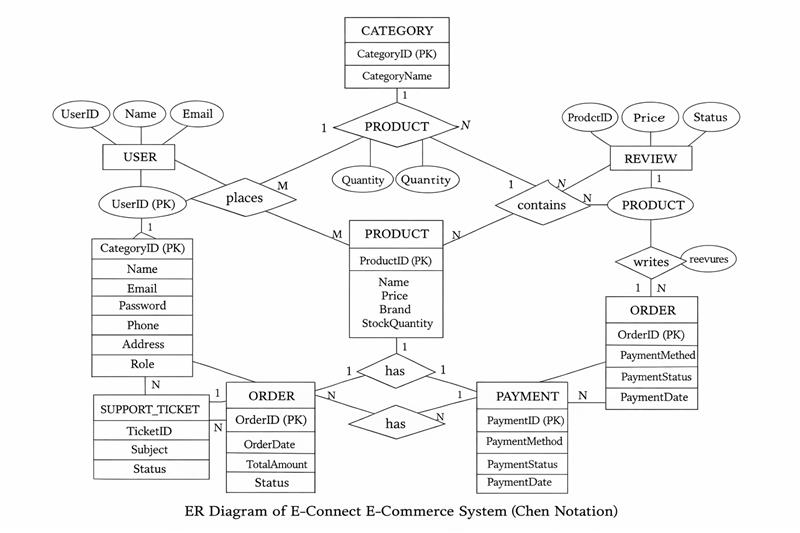 CATEGORY
CategoryID (PK)
CategoryName
1
UserID
Name
Email
1
PRODUCT
N
ProdctID
Price
Status
USER
REVIEW
Quantity
Quantity
M
1
N
N
1
UserID (PK)
places
contains
PRODUCT
1
M
PRODUCT
N
CategoryID (PK)
Name
Email
Password
Phone
Address
Role
ProductID (PK)
Name
Price
Brand
StockQuantity
writes
reevures
1
N
ORDER
OrderID (PK)
PaymentMethed
PaymentStatus
PaymentDate
1
1
has
1
N
1
N
1
N
SUPPORT_TICKET
TicketID
Subject
Status
N
ORDER
OrderID (PK)
OrderDate
TotalAmount
Status
has
N
PAYMENT
PaymentID (PK)
PaymentMethod
PaymentStatus
PaymentDate
ER Diagram of E-Connect E-Commerce System (Chen Notation)